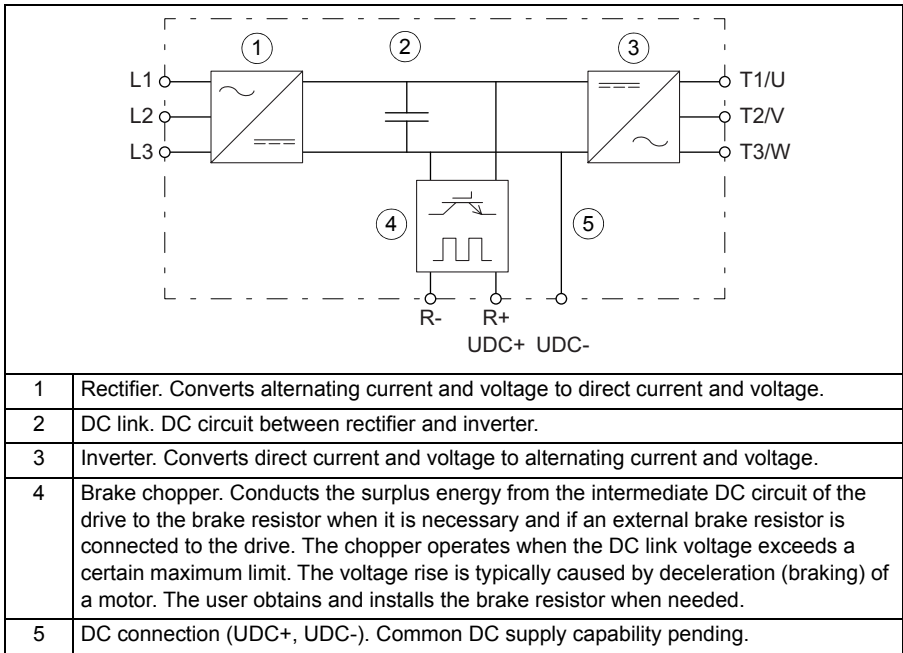 1 2 3
L1 T1/U
L2 T2/V
L3 T3/W
4 5
R- R+
UDC+ UDC-
1 Rectifier. Converts alternating current and voltage to direct current and voltage.
2 DC link. DC circuit between rectifier and inverter.
3 Inverter. Converts direct current and voltage to alternating current and voltage.
4 Brake chopper. Conducts the surplus energy from the intermediate DC circuit of the
drive to the brake resistor when it is necessary and if an external brake resistor is
connected to the drive. The chopper operates when the DC link voltage exceeds a
certain maximum limit. The voltage rise is typically caused by deceleration (braking) of
a motor. The user obtains and installs the brake resistor when needed.
5 DC connection (UDC+, UDC-). Common DC supply capability pending.